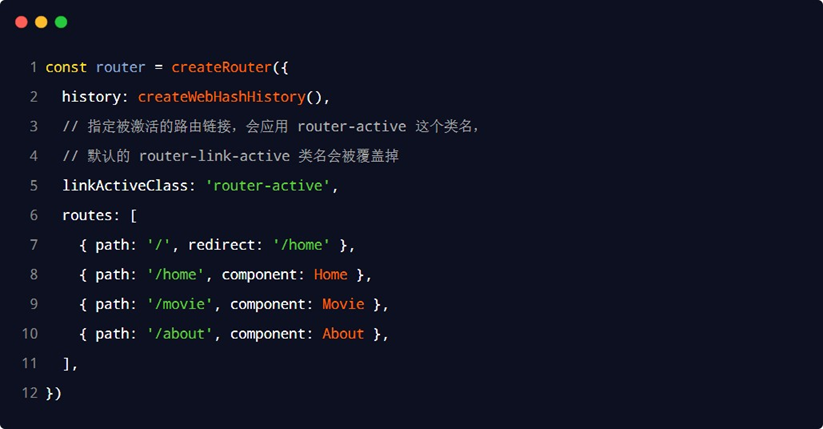 1 const router = createRouter({
2   history: createWebHashHistory(),
3   // 指定被激活的路由链接，会应用 router-active 这个类名，
4   // 默认的 router-link-active 类名会被覆盖掉
5   linkActiveClass: 'router-active',
6   routes: [
7     { path: '/', redirect: '/home' },
8     { path: '/home', component: Home },
9     { path: '/movie', component: Movie },
10     { path: '/about', component: About },
11   ],
12 })